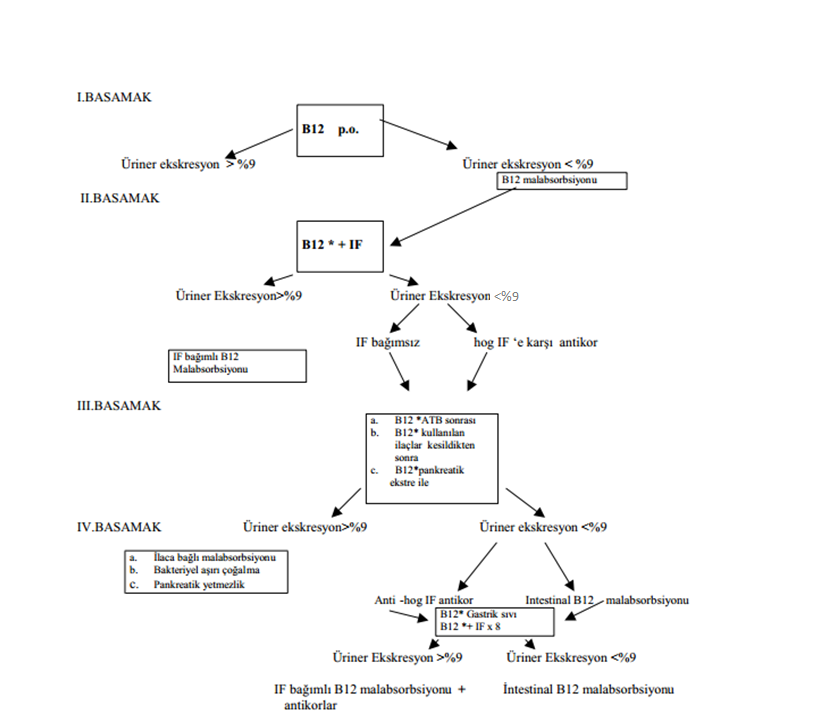 I.BASAMAK
B12 p.o.
Üriner ekskresyon > %9
Üriner ekskresyon < %9
B12 malabsorbsiyonu
II.BASAMAK
B12 * + IF
Üriner Ekskresyon>%9
Üriner Ekskresyon <%9
IF bağımsız
hog IF ‘e karşı antikor
IF bağımlı B12
Malabsorbsiyonu
III.BASAMAK
a. B12 *ATB sonrası
b. B12* kullanılan
ilaçlar kesildikten
sonra
c. B12*pankreatik
ekstre ile
IV.BASAMAK
Üriner ekskresyon>%9
Üriner ekskresyon <%9
a. İlaca bağlı malabsorbsiyonu
b. Bakteriyel aşırı çoğalma
c. Pankreatik yetmezlik
Anti -hog IF antikor
Intestinal B12 malabsorbsiyonu
B12* Gastrik sıvı
B12 *+ IF x 8
Üriner Ekskresyon >%9
Üriner Ekskresyon <%9
IF bağımlı B12 malabsorbsiyonu +
antikorlar
İntestinal B12 malabsorbsiyonu